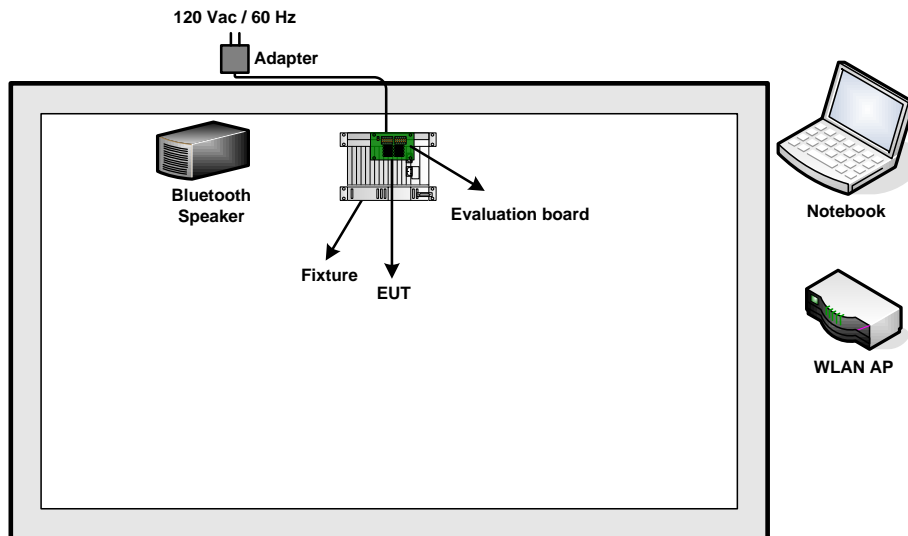 120 Vac / 60 Hz
Adapter
Bluetooth
Speaker
Evaluation board
Fixture
EUT
Notebook
WLAN AP